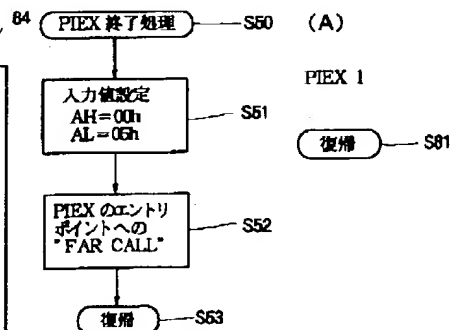 84
PIEX 終了処理
S50
(A)
入力値設定
AH=00h
AL=05h
S51
PIEX 1
復帰
S81
PIEX のエントリ
ポイントへの
"FAR CALL"
S52
復帰
S53